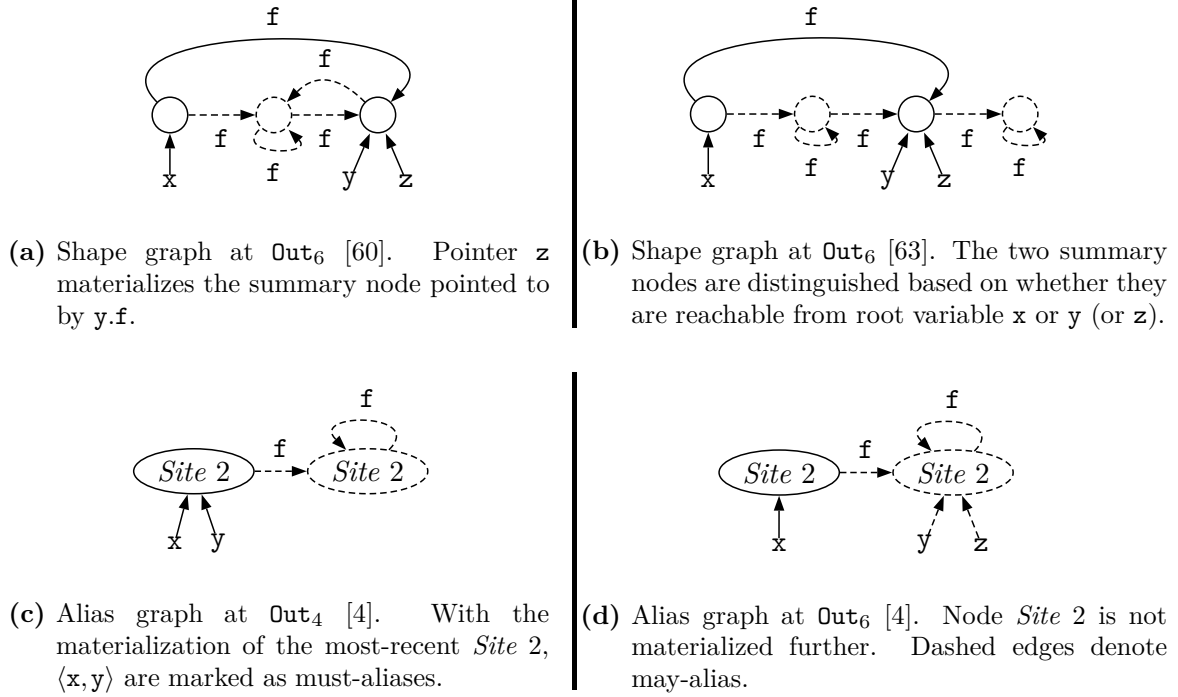 f
f
f
f
f
x
y
z
(a) Shape graph at Out6 [60]. Pointer z
materializes the summary node pointed to
by y.f.
f
f
f
f
f
f
x
y
z
(b) Shape graph at Out6 [63]. The two summary
nodes are distinguished based on whether they
are reachable from root variable x or y (or z).
f
f
Site 2
Site 2
x
y
(c) Alias graph at Out4 [4]. With the
materialization of the most-recent Site 2,
⟨x,y⟩ are marked as must-aliases.
f
f
Site 2
Site 2
x
y
z
(d) Alias graph at Out6 [4]. Node Site 2 is not
materialized further. Dashed edges denote
may-alias.